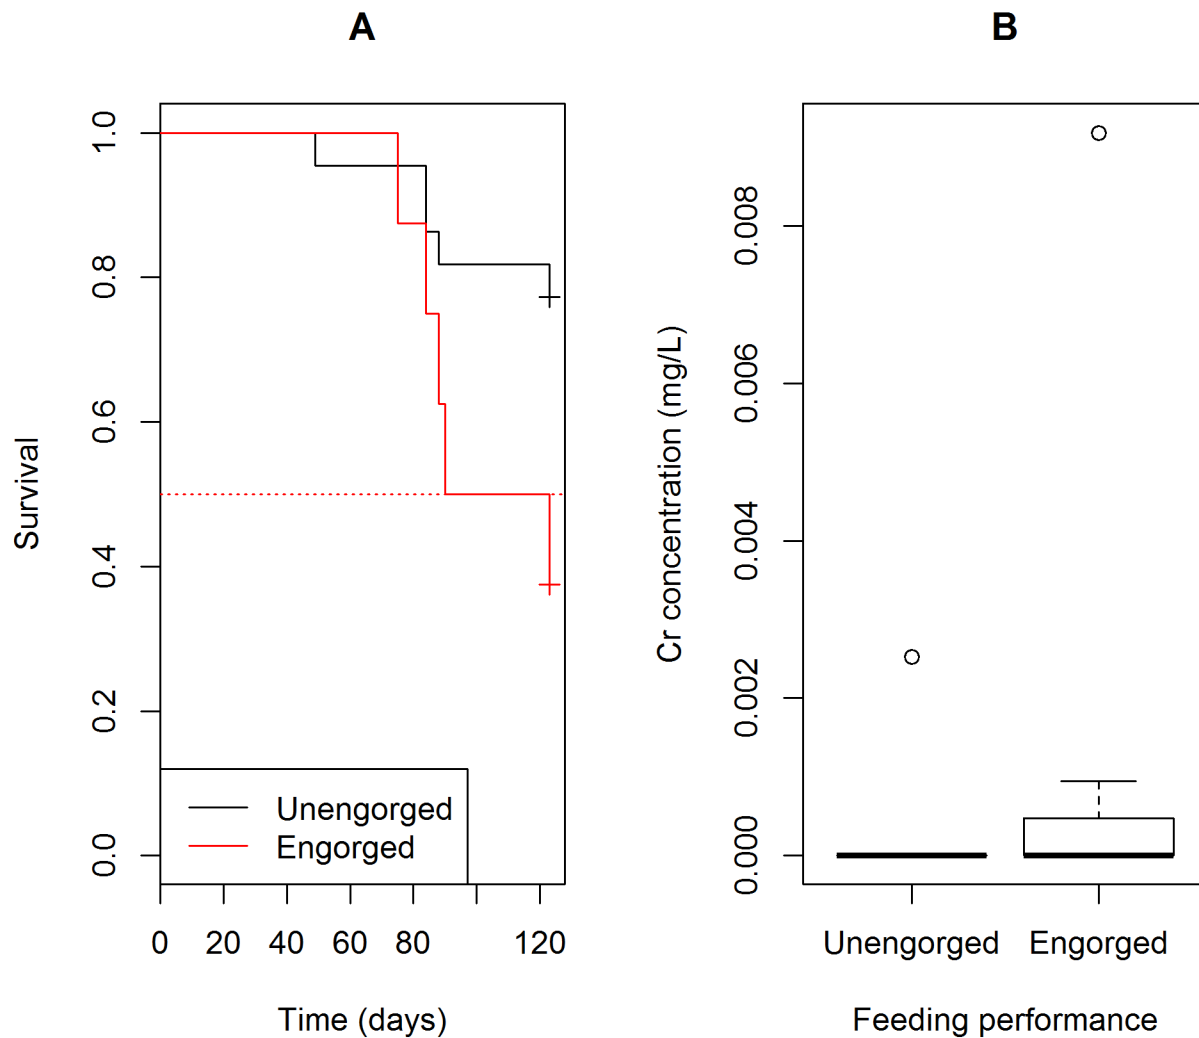 A
Survival
1.0
0.8
0.6
0.4
0.2
0.0
Unengorged
Engorged
0 20 40 60 80 120
Time (days)
B
Cr concentration (mg/L)
0.008
0.006
0.004
0.002
0.000
Unengorged Engorged
Feeding performance